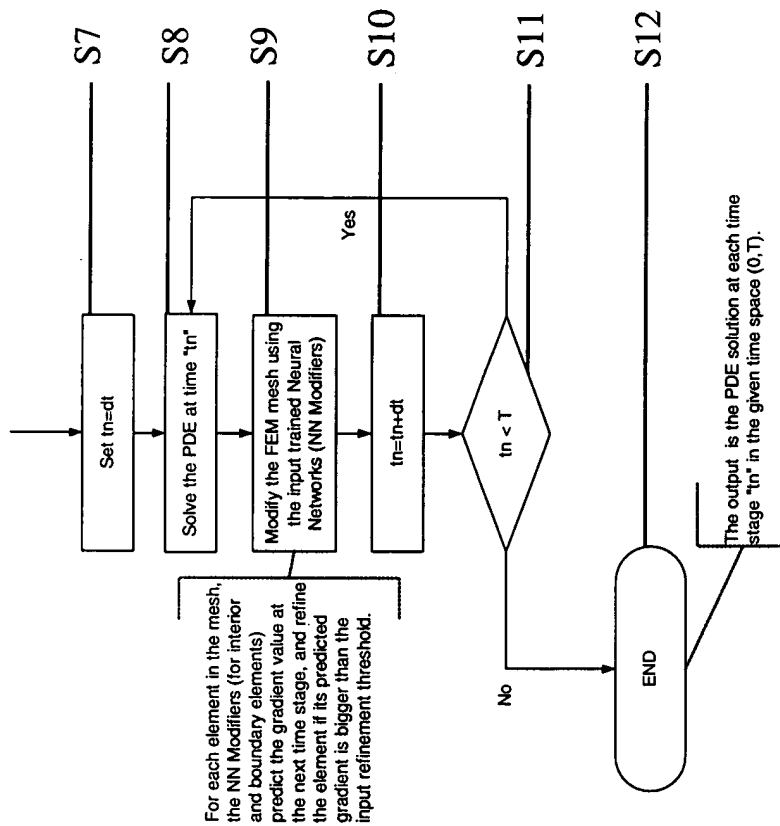 Set tn=dt
S7
Solve the PDE at time "tn"
S8
Modify the FEM mesh using
the input trained Neural
Networks (NN Modifiers)
S9
For each element in the mesh,
the NN Modifiers (for interior
and boundary elements)
predict the gradient value at
the next time stage, and refine
the element if its predicted
gradient is bigger than the
input refinement threshold.
tn=tn+dt
S10
Yes
tn < T
S11
No
END
S12
The output is the PDE solution at each time
stage "tn" in the given time space (0,T).